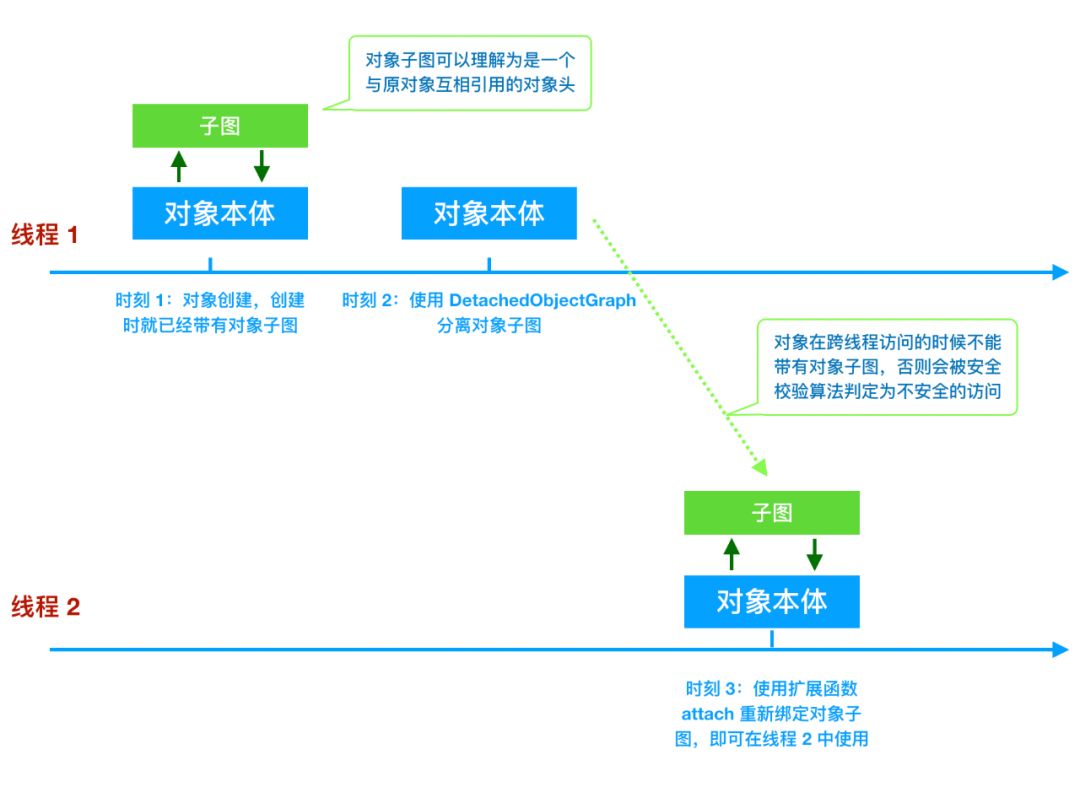 对象子图可以理解为是一个
与原对象互相引用的对象头
子图
对象本体
对象本体
线程 1
时刻 1：对象创建，创建
时就已经带有对象子图
时刻 2：使用 DetachedObjectGraph
分离对象子图
对象在跨线程访问的时候不能
带有对象子图，否则会被安全
校验算法判定为不安全的访问
子图
对象本体
线程 2
时刻 3：使用扩展函数
attach 重新绑定对象子
图，即可在线程 2 中使用